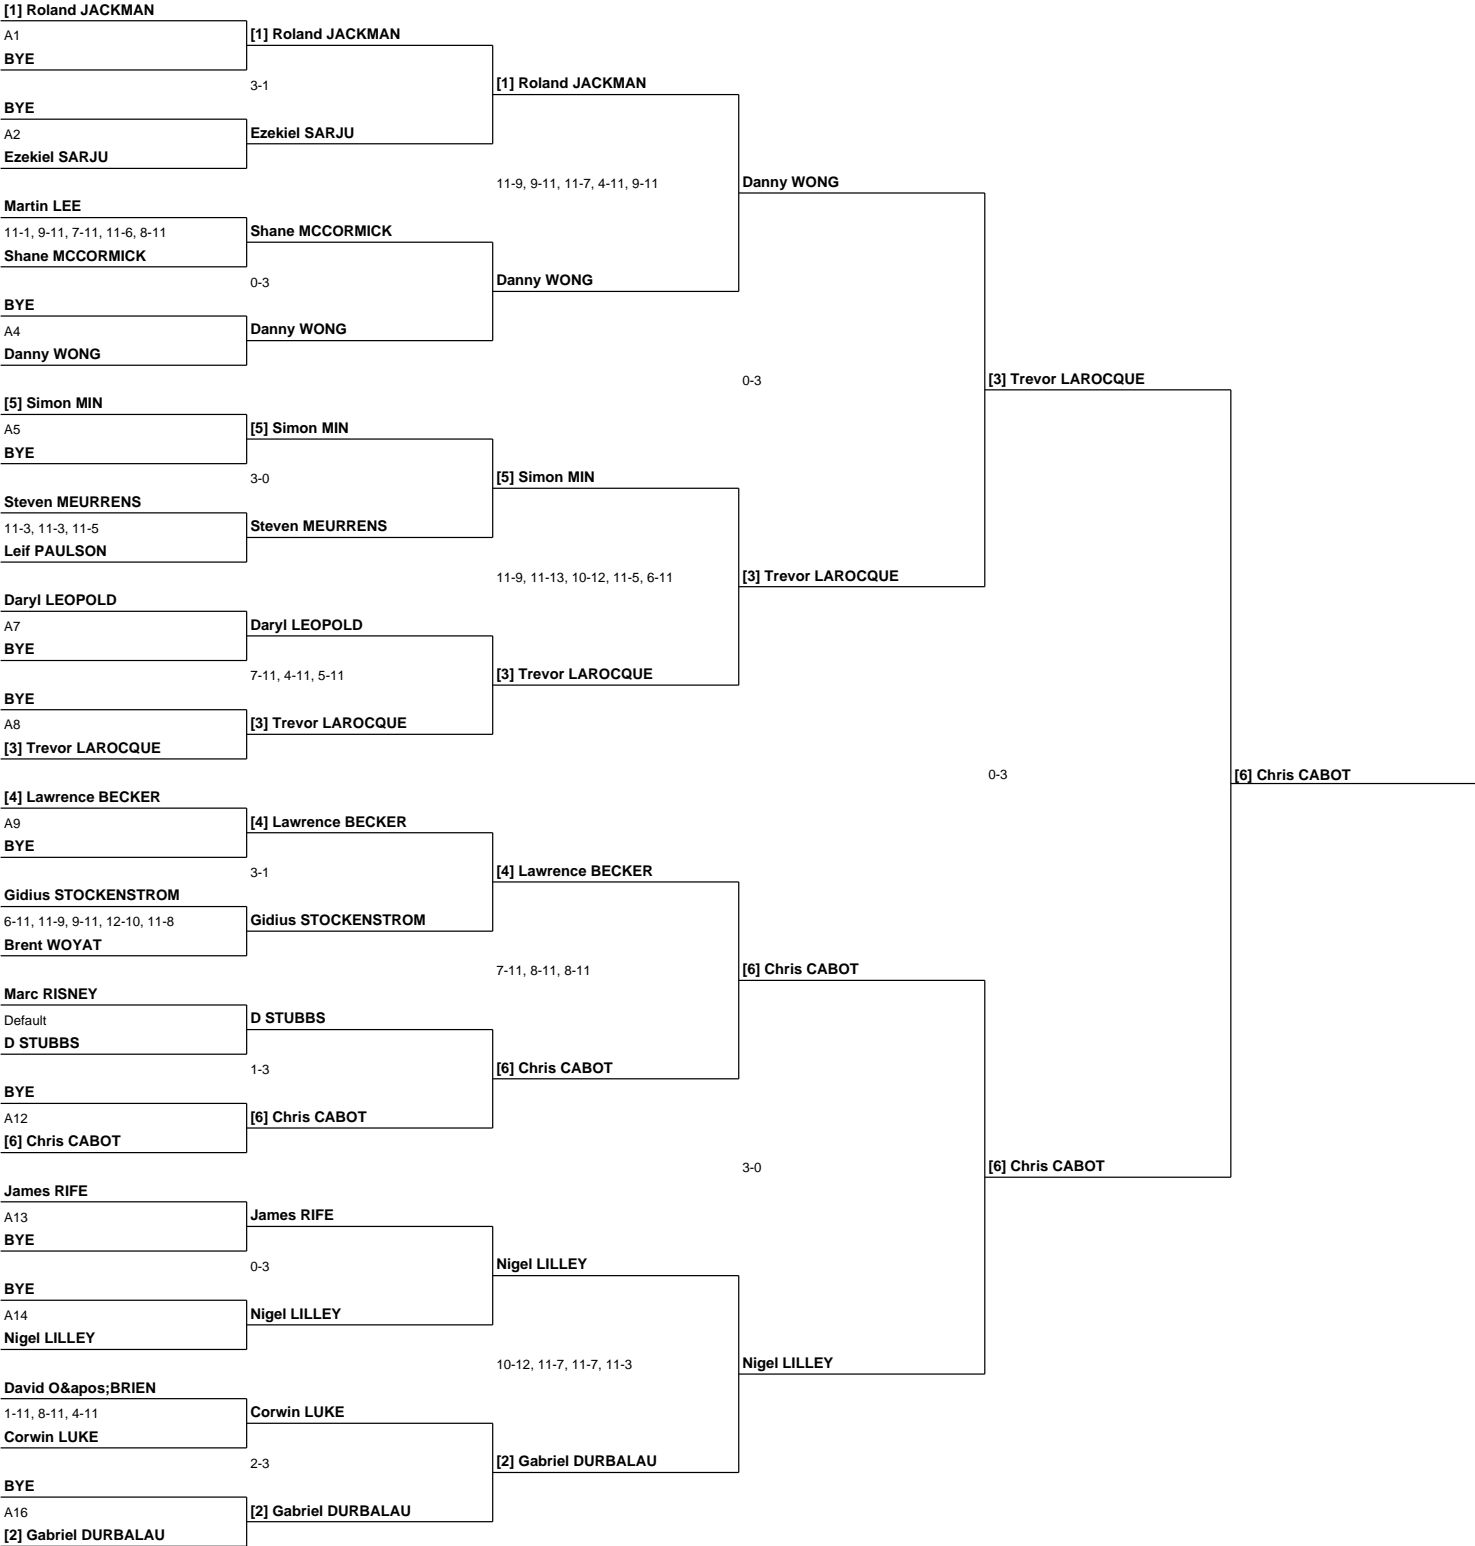 [1] Roland JACKMAN
A1
BYE
BYE
A2
Ezekiel SARJU
Martin LEE
11-1, 9-11, 7-11, 11-6, 8-11
Shane MCCORMICK
BYE
A4
Danny WONG
[5] Simon MIN
A5
BYE
Steven MEURRENS
11-3, 11-3, 11-5
Leif PAULSON
Daryl LEOPOLD
A7
BYE
BYE
A8
[3] Trevor LAROCQUE
[4] Lawrence BECKER
A9
BYE
Gidius STOCKENSTROM
6-11, 11-9, 9-11, 12-10, 11-8
Brent WOYAT
Marc RISNEY
Default
D STUBBS
BYE
A12
[6] Chris CABOT
James RIFE
A13
BYE
BYE
A14
Nigel LILLEY
David O&apos;BRIEN
1-11, 8-11, 4-11
Corwin LUKE
BYE
A16
[2] Gabriel DURBALAU
[1] Roland JACKMAN
3-1
Ezekiel SARJU
Shane MCCORMICK
0-3
Danny WONG
[5] Simon MIN
3-0
Steven MEURRENS
Daryl LEOPOLD
7-11, 4-11, 5-11
[3] Trevor LAROCQUE
[4] Lawrence BECKER
3-1
Gidius STOCKENSTROM
D STUBBS
1-3
[6] Chris CABOT
James RIFE
0-3
Nigel LILLEY
Corwin LUKE
2-3
[2] Gabriel DURBALAU
[1] Roland JACKMAN
11-9, 9-11, 11-7, 4-11, 9-11
Danny WONG
[5] Simon MIN
11-9, 11-13, 10-12, 11-5, 6-11
[3] Trevor LAROCQUE
[4] Lawrence BECKER
7-11, 8-11, 8-11
[6] Chris CABOT
Nigel LILLEY
10-12, 11-7, 11-7, 11-3
[2] Gabriel DURBALAU
Danny WONG
0-3
[3] Trevor LAROCQUE
[6] Chris CABOT
3-0
Nigel LILLEY
[3] Trevor LAROCQUE
0-3
[6] Chris CABOT
[6] Chris CABOT